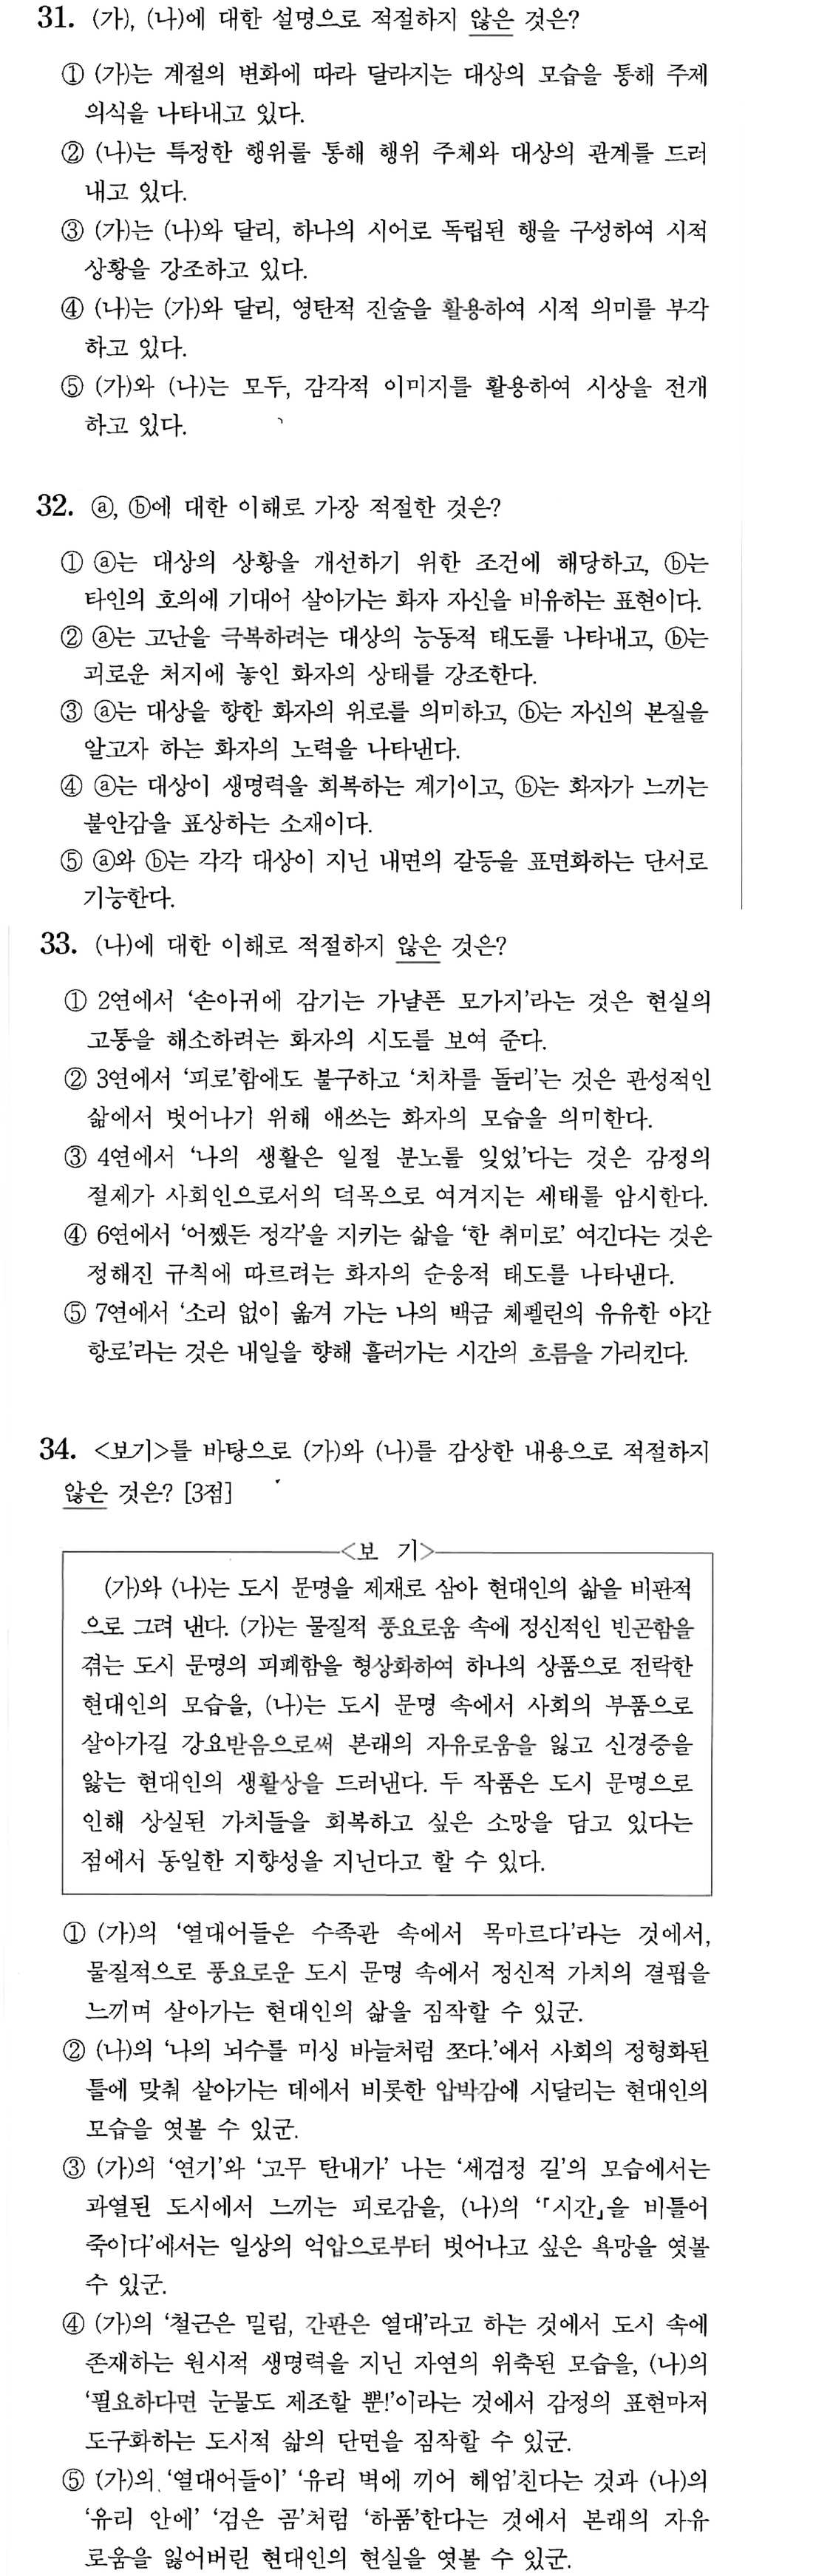 31. (가), (나)에 대한 설명으로 적절하지 않은 것은?
① (가)는 계절의 변화에 따라 달라지는 대상의 모습을 통해 주제
의식을 나타내고 있다.
② (나)는 특정한 행위를 통해 행위 주체와 대상의 관계를 드러
내고 있다.
③ (가)는 (나)와 달리, 하나의 시어로 독립된 행을 구성하여 시적
상황을 강조하고 있다.
④ (나)는 (가)와 달리, 영탄적 진술을 활용하여 시적 의미를 부각
하고 있다.
⑤ (가)와 (나)는 모두, 감각적 이미지를 활용하여 시상을 전개
하고 있다.
32. ⓐ, ⓑ에 대한 이해로 가장 적절한 것은?
① ⓐ는 대상의 상황을 개선하기 위한 조건에 해당하고, ⓑ는
타인의 호의에 기대어 살아가는 화자 자신을 비유하는 표현이다.
② ⓐ는 고난을 극복하려는 대상의 능동적 태도를 나타내고, ⓑ는
괴로운 처지에 놓인 화자의 상태를 강조한다.
③ ⓐ는 대상을 향한 화자의 위로를 의미하고, ⓑ는 자신의 본질을
알고자 하는 화자의 노력을 나타낸다.
④ ⓐ는 대상이 생명력을 회복하는 계기이고, ⓑ는 화자가 느끼는
불안감을 표상하는 소재이다.
⑤ ⓐ와 ⓑ는 각각 대상이 지닌 내면의 갈등을 표면화하는 단서로
기능한다.
33. (나)에 대한 이해로 적절하지 않은 것은?
① 2연에서 '손아귀에 감기는 가냘픈 모가지'라는 것은 현실의
고통을 해소하려는 화자의 시도를 보여 준다.
② 3연에서 '피로'함에도 불구하고 '치차를 돌리'는 것은 관성적인
삶에서 벗어나기 위해 애쓰는 화자의 모습을 의미한다.
③ 4연에서 '나의 생활은 일절 분노를 잊었'다는 것은 감정의
절제가 사회인으로서의 덕목으로 여겨지는 세태를 암시한다.
④ 6연에서 '어쨌든 정각'을 지키는 삶을 '한 취미로' 여긴다는 것은
정해진 규칙에 따르려는 화자의 순응적 태도를 나타낸다.
⑤ 7연에서 '소리 없이 옮겨 가는 나의 백금 체펠린의 유유한 야간
항로'라는 것은 내일을 향해 흘러가는 시간의 흐름을 가리킨다.
34. <보기>를 바탕으로 (가)와 (나)를 감상한 내용으로 적절하지
않은 것은? [3점]
<보 기>
(가)와 (나)는 도시 문명을 제재로 삼아 현대인의 삶을 비판적
으로 그려 낸다. (가)는 물질적 풍요로움 속에 정신적인 빈곤함을
겪는 도시 문명의 피폐함을 형상화하여 하나의 상품으로 전락한
현대인의 모습을, (나)는 도시 문명 속에서 사회의 부품으로
살아가길 강요받음으로써 본래의 자유로움을 잃고 신경증을
앓는 현대인의 생활상을 드러낸다. 두 작품은 도시 문명으로
인해 상실된 가치들을 회복하고 싶은 소망을 담고 있다는
점에서 동일한 지향성을 지닌다고 할 수 있다.
① (가)의 '열대어들은 수족관 속에서 목마르다'라는 것에서,
물질적으로 풍요로운 도시 문명 속에서 정신적 가치의 결핍을
느끼며 살아가는 현대인의 삶을 짐작할 수 있군.
② (나)의 '나의 뇌수를 미싱 바늘처럼 쪼다.'에서 사회의 정형화된
틀에 맞춰 살아가는 데에서 비롯한 압박감에 시달리는 현대인의
모습을 엿볼 수 있군.
③ (가)의 '연기'와 '고무 탄내가' 나는 '세검정 길'의 모습에서는
과열된 도시에서 느끼는 피로감을, (나)의 '「시간」을 비틀어
죽이다'에서는 일상의 억압으로부터 벗어나고 싶은 욕망을 엿볼
수 있군.
④ (가)의 '철근은 밀림, 간판은 열대'라고 하는 것에서 도시 속에
존재하는 원시적 생명력을 지닌 자연의 위축된 모습을, (나)의
'필요하다면 눈물도 제조할 뿐!'이라는 것에서 감정의 표현마저
도구화하는 도시적 삶의 단면을 짐작할 수 있군.
⑤ (가)의 '열대어들이' '유리 벽에 끼어 헤엄'친다는 것과 (나)의
'유리 안에' '검은 곰'처럼 '하품'한다는 것에서 본래의 자유
로움을 잃어버린 현대인의 현실을 엿볼 수 있군.